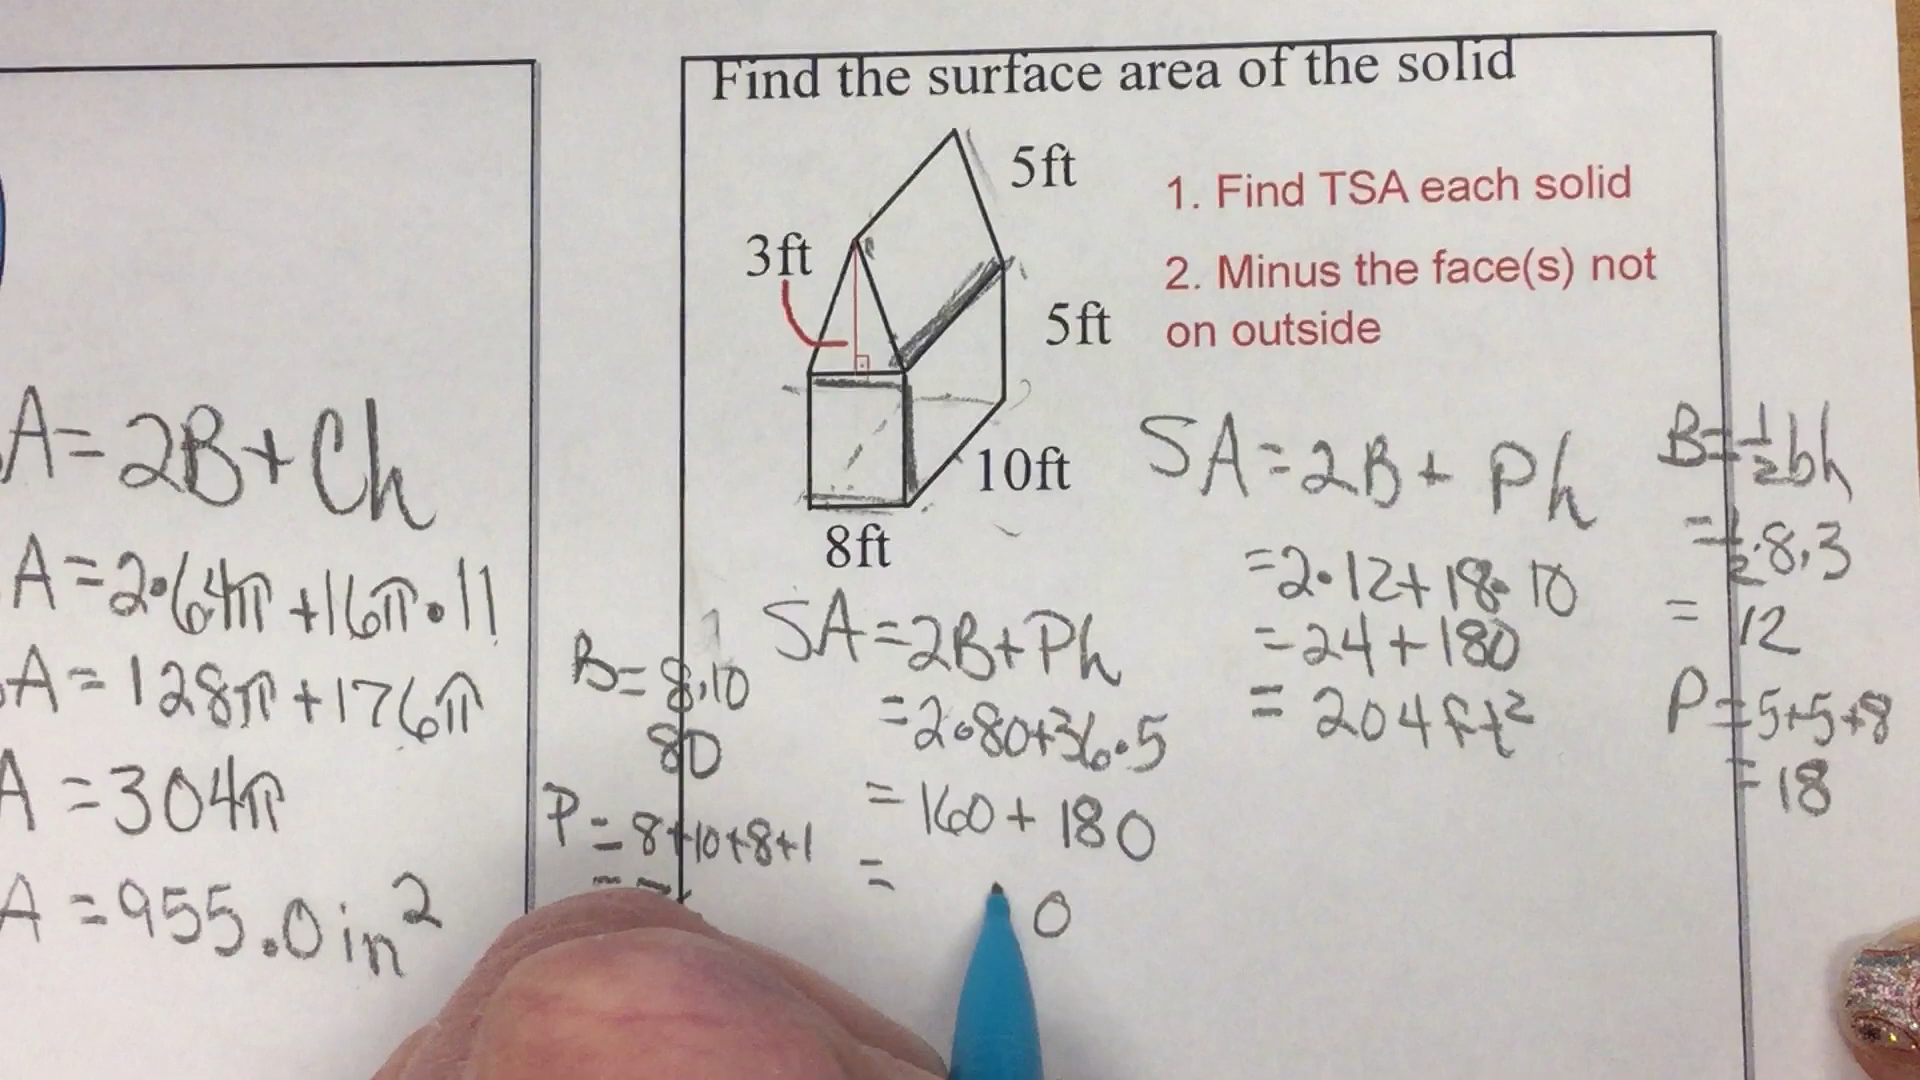 Find the surface area of the solid
5ft
3ft
5ft
10ft
8ft
1. Find TSA each solid
2. Minus the face(s) not
on outside
A=2B+Ch
A=2•64π+16π•11
A=128π+176π
A=304π
A=955.0in²
B=8.10
80
P=8+10+8+1
SA=2B+Ph
=2•80+36•5
=160+180
= 0
SA=2B+Ph
=2•12+18•10
=24+180
=204ft²
B=½bh
=½.8.3
=12
P=5+5+8
=18